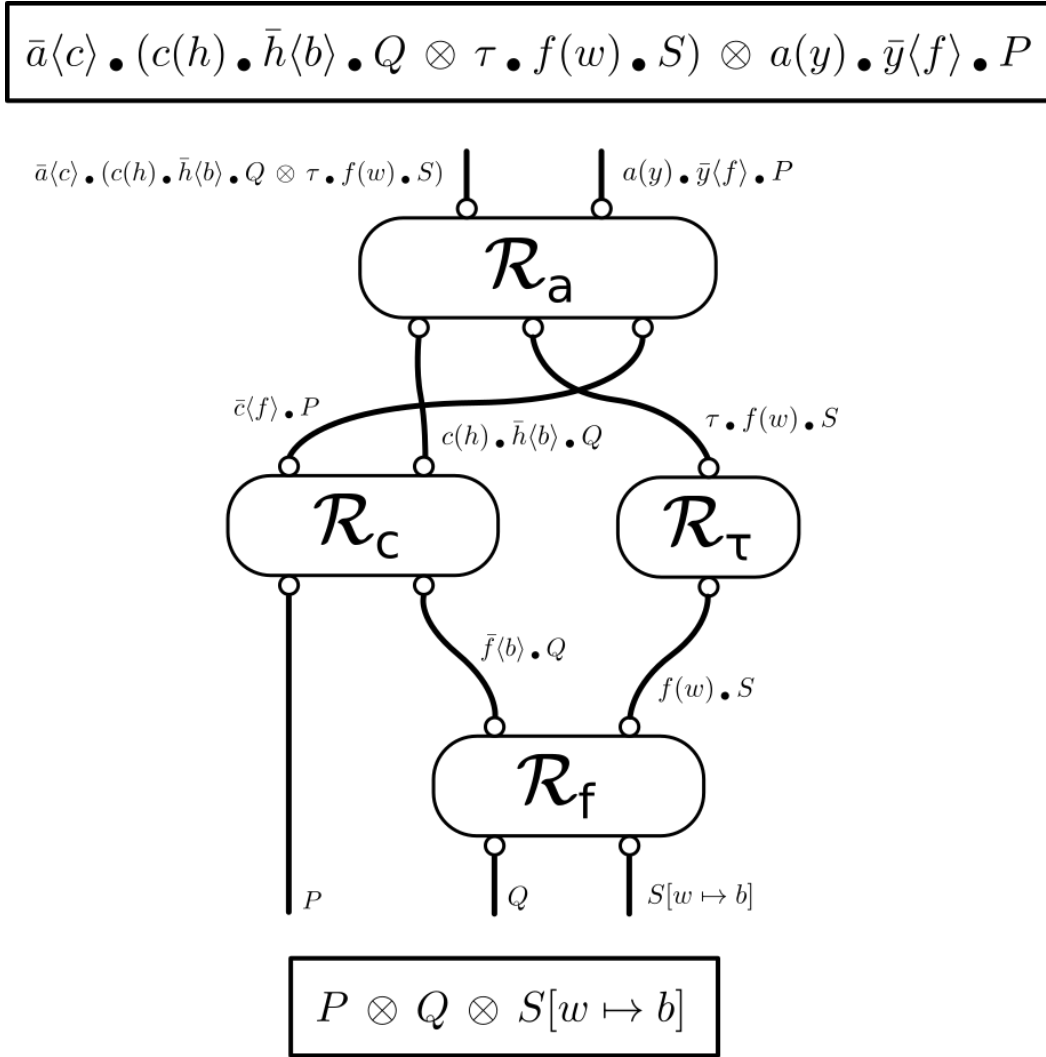 ā⟨c⟩ • (c(h) • h̄⟨b⟩ • Q ⊗ τ • f(w) • S) ⊗ a(y) • ȳ⟨f⟩ • P
ā⟨c⟩ • (c(h) • h̄⟨b⟩ • Q ⊗ τ • f(w) • S)
a(y) • ȳ⟨f⟩ • P
𝓡a
c̄⟨f⟩ • P
c(h) • h̄⟨b⟩ • Q
τ • f(w) • S
𝓡c
𝓡τ
f̄⟨b⟩ • Q
f(w) • S
𝓡f
P
Q
S[w ↦ b]
P ⊗ Q ⊗ S[w ↦ b]